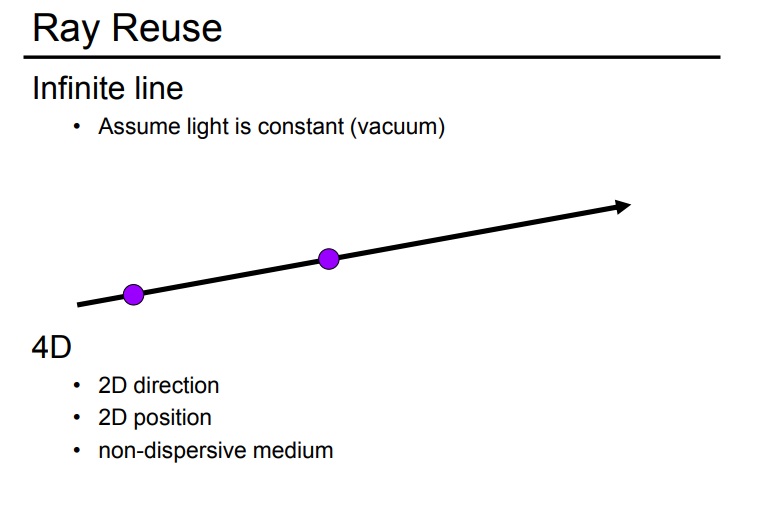 Ray Reuse
Infinite line
• Assume light is constant (vacuum)
4D
• 2D direction
• 2D position
• non-dispersive medium